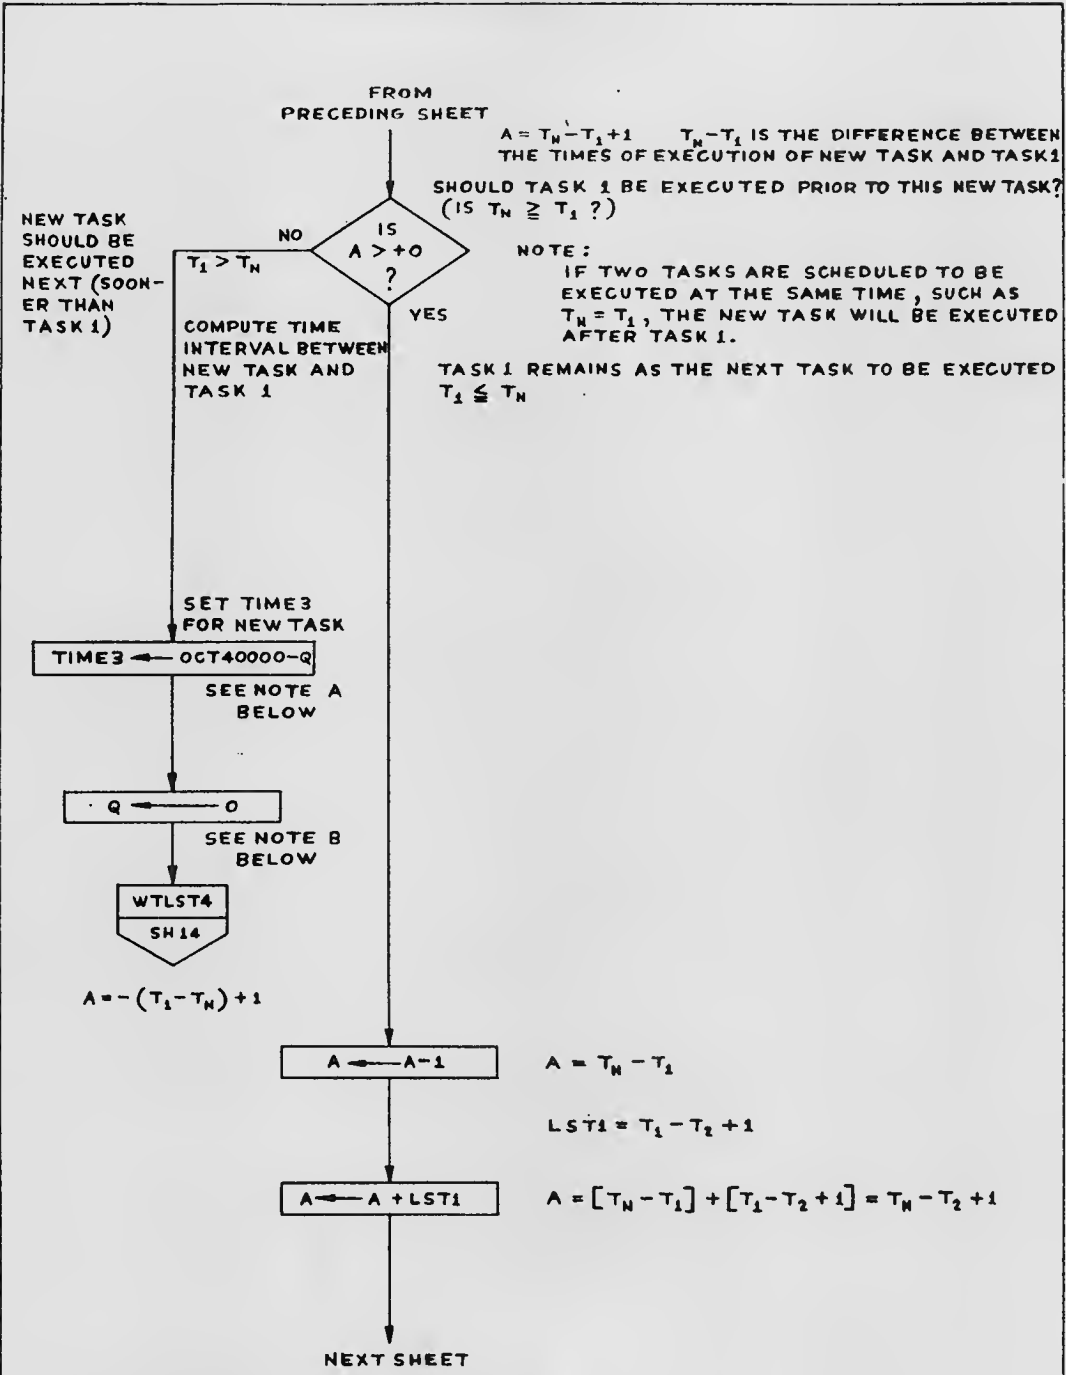 FROM
PRECEDING SHEET
A = T_N - T_1 + 1 T_N - T_1 IS THE DIFFERENCE BETWEEN
THE TIMES OF EXECUTION OF NEW TASK AND TASK 1
SHOULD TASK 1 BE EXECUTED PRIOR TO THIS NEW TASK?
(IS T_N ≧ T_1 ?)
NEW TASK
SHOULD BE
EXECUTED
NEXT (SOON-
ER THAN
TASK 1)
NO
T_1 > T_N
IS
A > +0
?
YES
NOTE:
IF TWO TASKS ARE SCHEDULED TO BE
EXECUTED AT THE SAME TIME, SUCH AS
T_N = T_1, THE NEW TASK WILL BE EXECUTED
AFTER TASK 1.
COMPUTE TIME
INTERVAL BETWEEN
NEW TASK AND
TASK 1
TASK 1 REMAINS AS THE NEXT TASK TO BE EXECUTED
T_1 ≦ T_N
SET TIME3
FOR NEW TASK
TIME3 ← OCT40000-Q
SEE NOTE A
BELOW
Q ← 0
SEE NOTE B
BELOW
WTLST4
SH14
A = -(T_1 - T_N) + 1
A ← A-1
A = T_N - T_1
LST1 = T_1 - T_2 + 1
A ← A + LST1
A = [T_N - T_1] + [T_1 - T_2 + 1] = T_N - T_2 + 1
NEXT SHEET